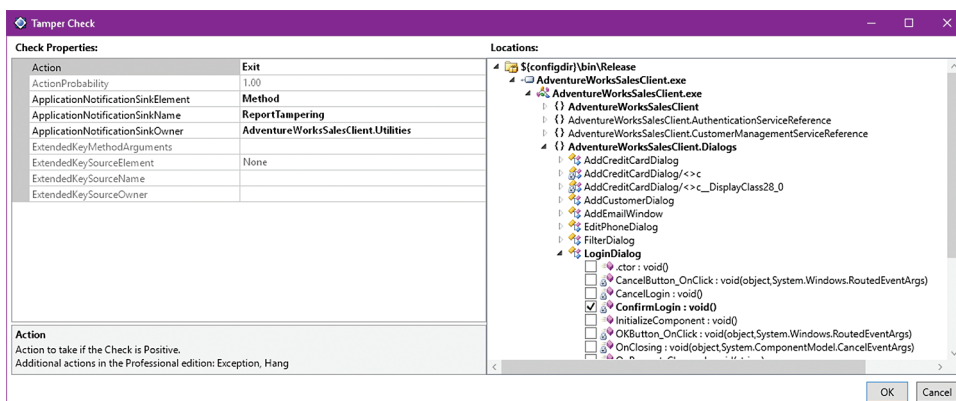 Tamper Check
Check Properties:
Action Exit
ActionProbability 1.00
ApplicationNotificationSinkElement Method
ApplicationNotificationSinkName ReportTampering
ApplicationNotificationSinkOwner AdventureWorksSalesClient.Utilities
ExtendedKeyMethodArguments
ExtendedKeySourceElement None
ExtendedKeySourceName
ExtendedKeySourceOwner
Action
Action to take if the Check is Positive.
Additional actions in the Professional edition: Exception, Hang
Locations:
${configdir}\bin\Release
AdventureWorksSalesClient.exe
AdventureWorksSalesClient.exe
{} AdventureWorksSalesClient
{} AdventureWorksSalesClient.AuthenticationServiceReference
{} AdventureWorksSalesClient.CustomerManagementServiceReference
{} AdventureWorksSalesClient.Dialogs
AddCreditCardDialog
AddCreditCardDialog/<>c
AddCreditCardDialog/<>c__DisplayClass28_0
AddCustomerDialog
AddEmailWindow
EditPhoneDialog
FilterDialog
LoginDialog
.ctor : void()
CancelButton_OnClick : void(object,System.Windows.RoutedEventArgs)
CancelLogin : void()
ConfirmLogin : void()
InitializeComponent : void()
OKButton_OnClick : void(object,System.Windows.RoutedEventArgs)
OnClosing : void(object,System.ComponentModel.CancelEventArgs)
OK
Cancel